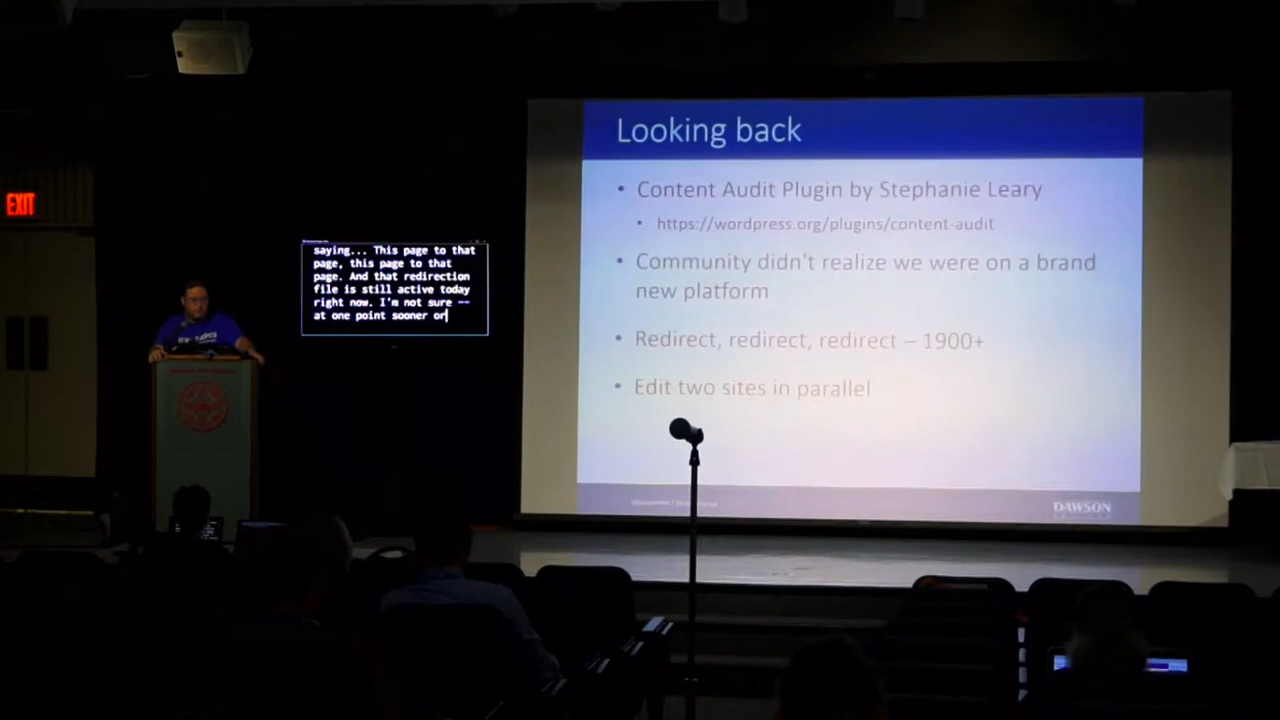 EXIT
saying... This page to that
page, this page to that
page. And that redirection
file is still active today
right now. I'm not sure --
at one point sooner or
Looking back
• Content Audit Plugin by Stephanie Leary
• https://wordpress.org/plugins/content-audit
• Community didn't realize we were on a brand
new platform
• Redirect, redirect, redirect – 1900+
• Edit two sites in parallel
DAWSON